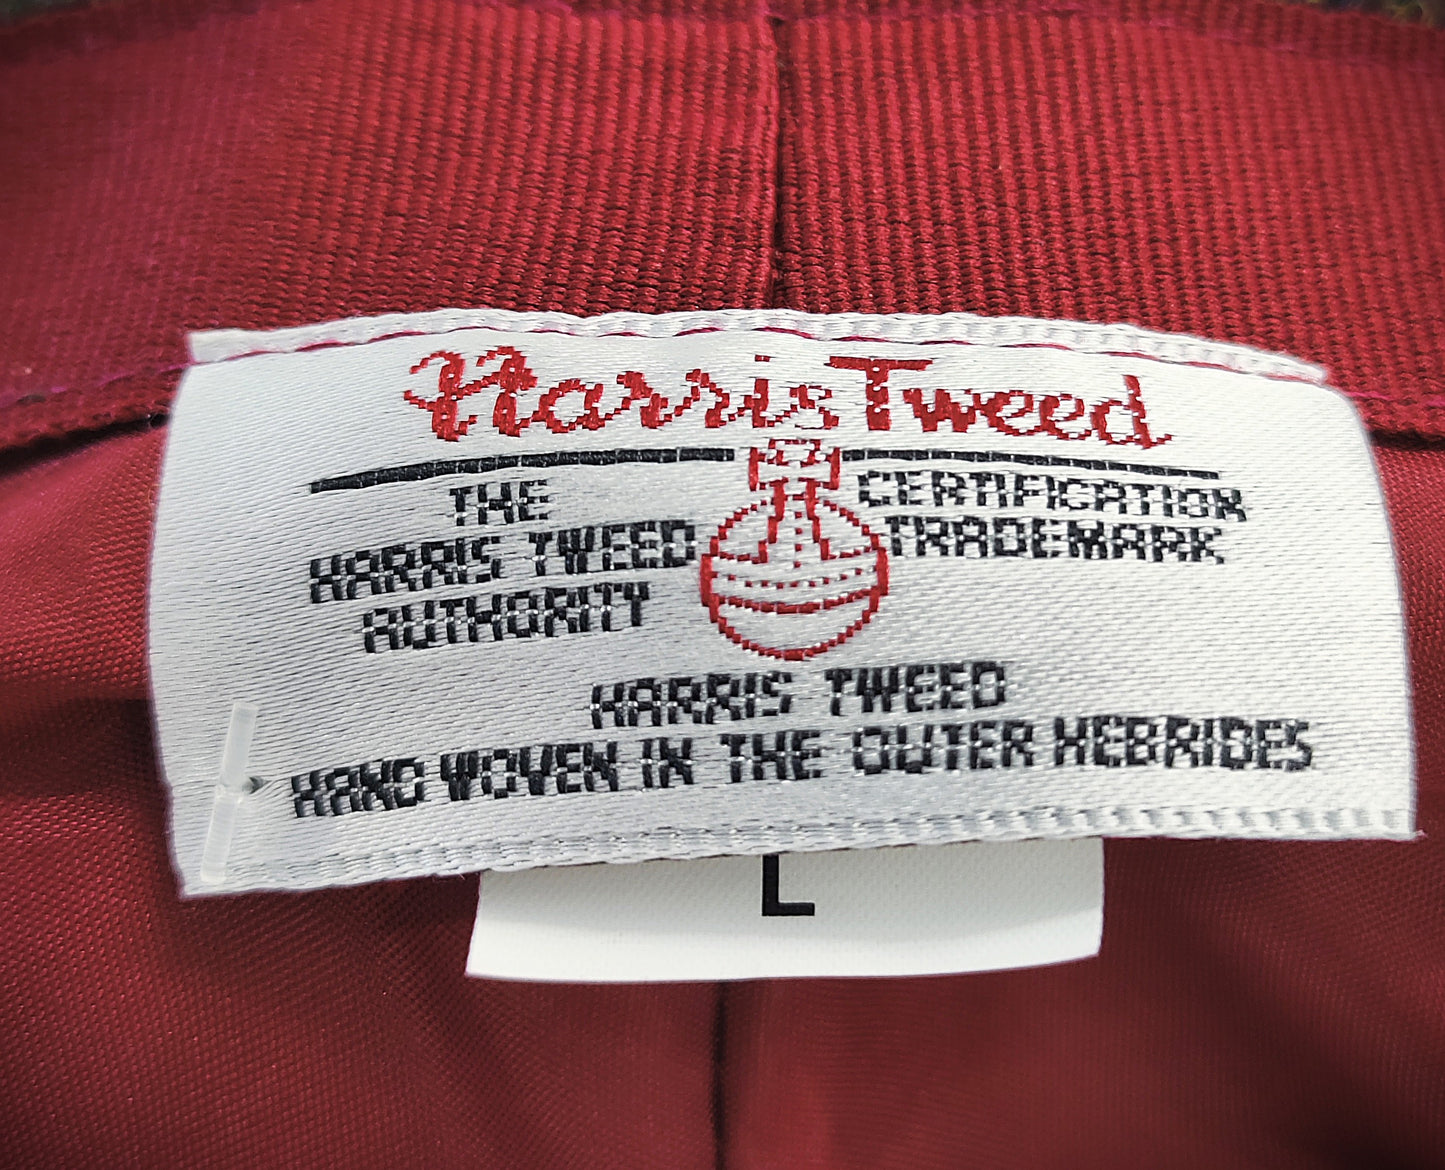 Harris Tweed
THE
HARRIS TWEED
AUTHORITY
CERTIFICATION
TRADEMARK
HARRIS TWEED
HAND WOVEN IN THE OUTER HEBRIDES
L